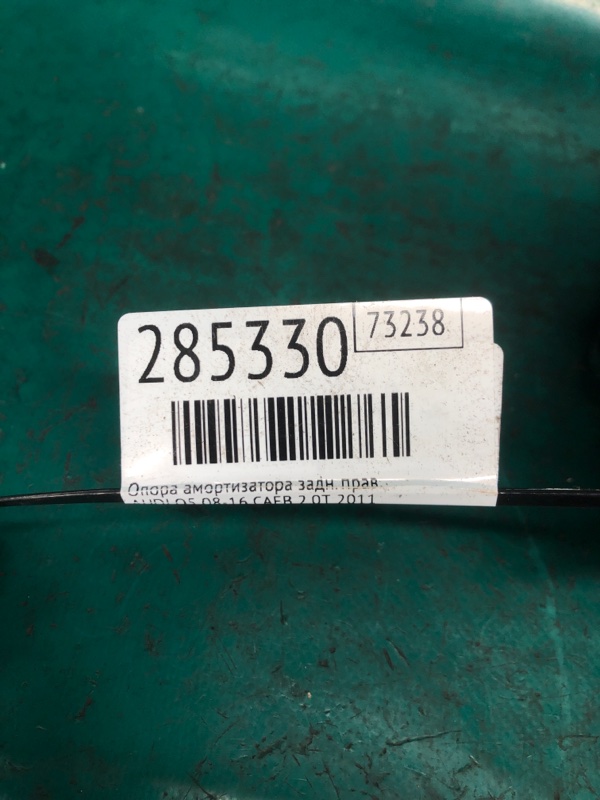 285330
73238
Опора амортизатора задн. прав.
AUDI Q5 08-16 CAEB 2.0T 2011